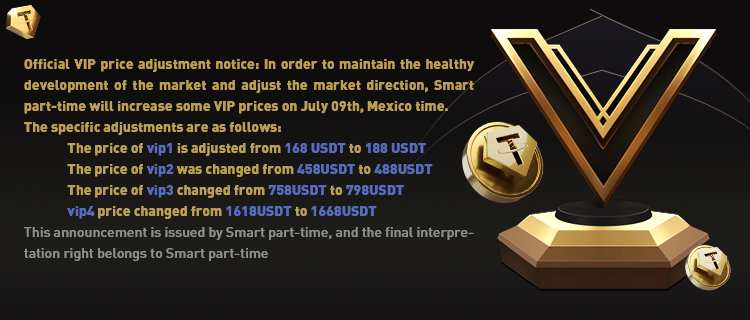 Official VIP price adjustment notice: In order to maintain the healthy
development of the market and adjust the market direction, Smart
part-time will increase some VIP prices on July 09th, Mexico time.
The specific adjustments are as follows:
The price of vip1 is adjusted from 168 USDT to 188 USDT
The price of vip2 was changed from 458USDT to 488USDT
The price of vip3 changed from 758USDT to 798USDT
vip4 price changed from 1618USDT to 1668USDT
This announcement is issued by Smart part-time, and the final interpre-
tation right belongs to Smart part-time